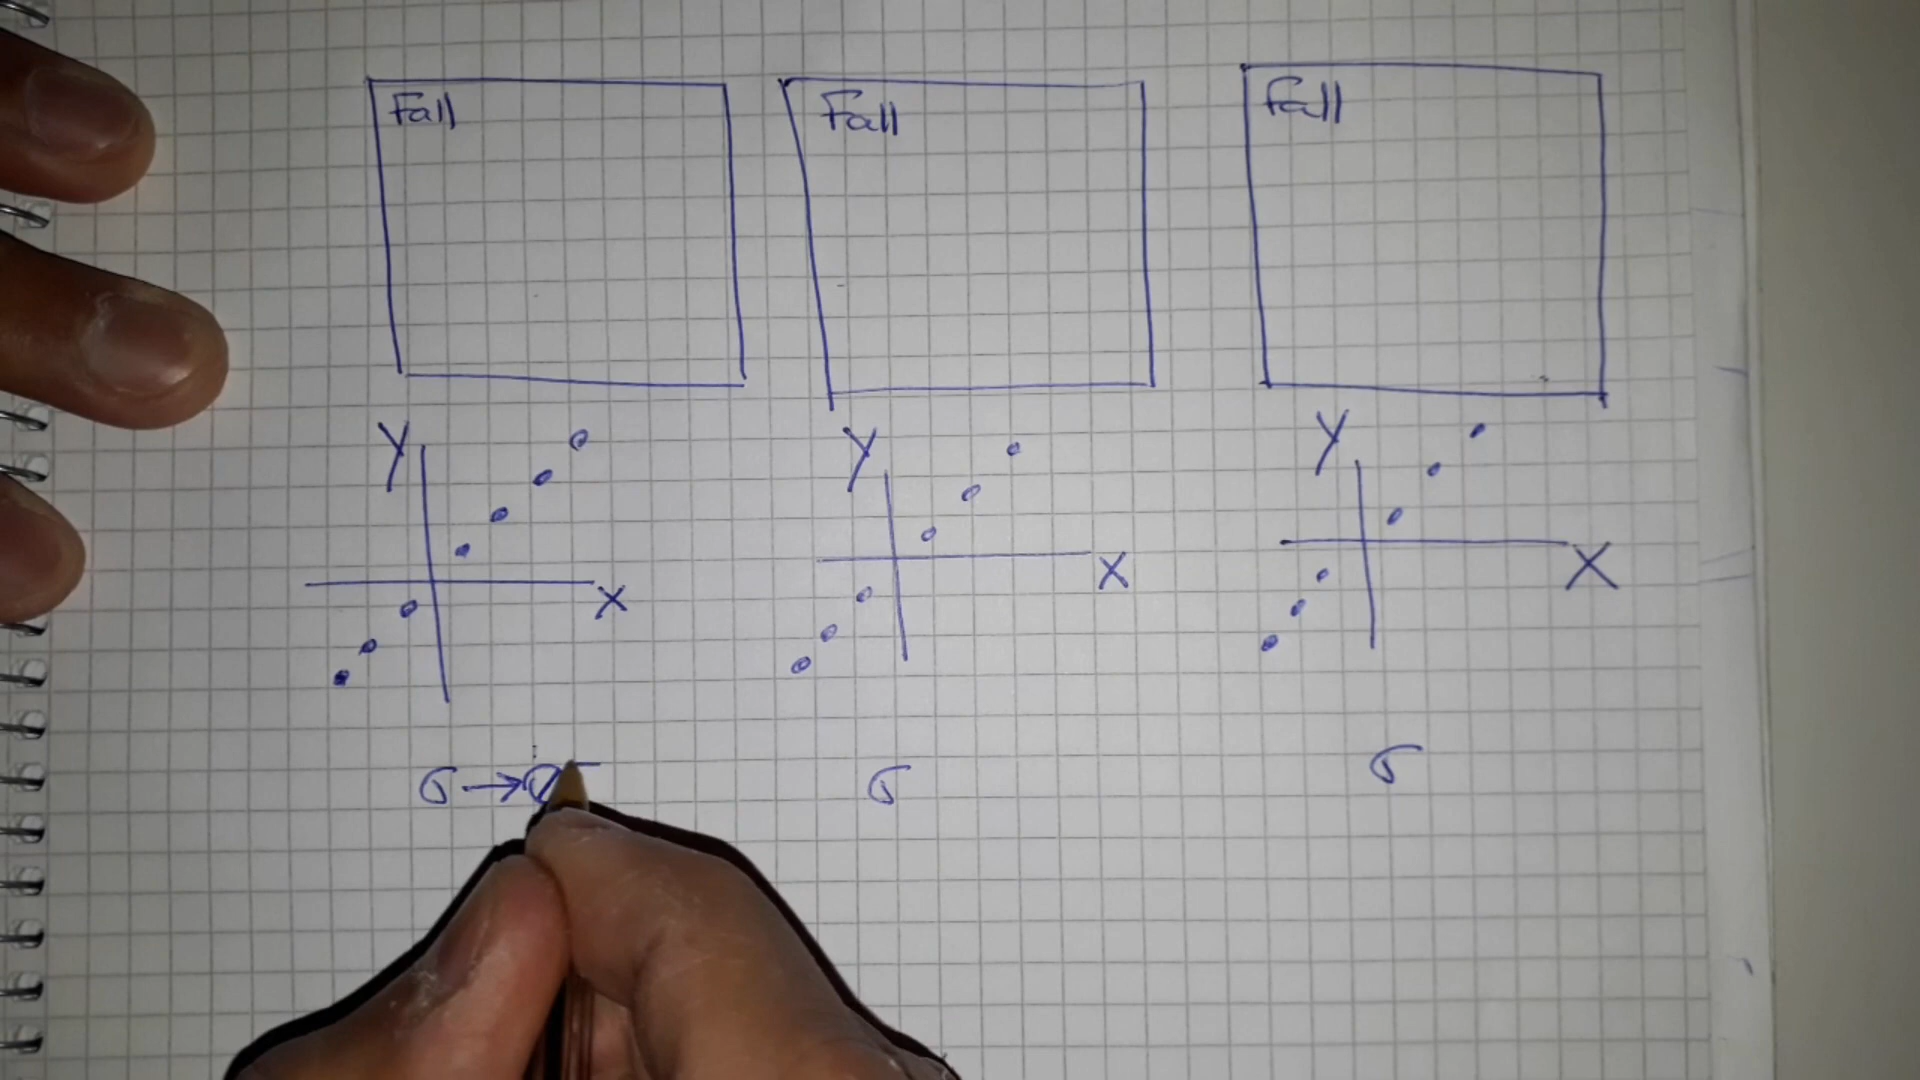 Fall Fall Fall
y y y
x x x
σ → σ σ